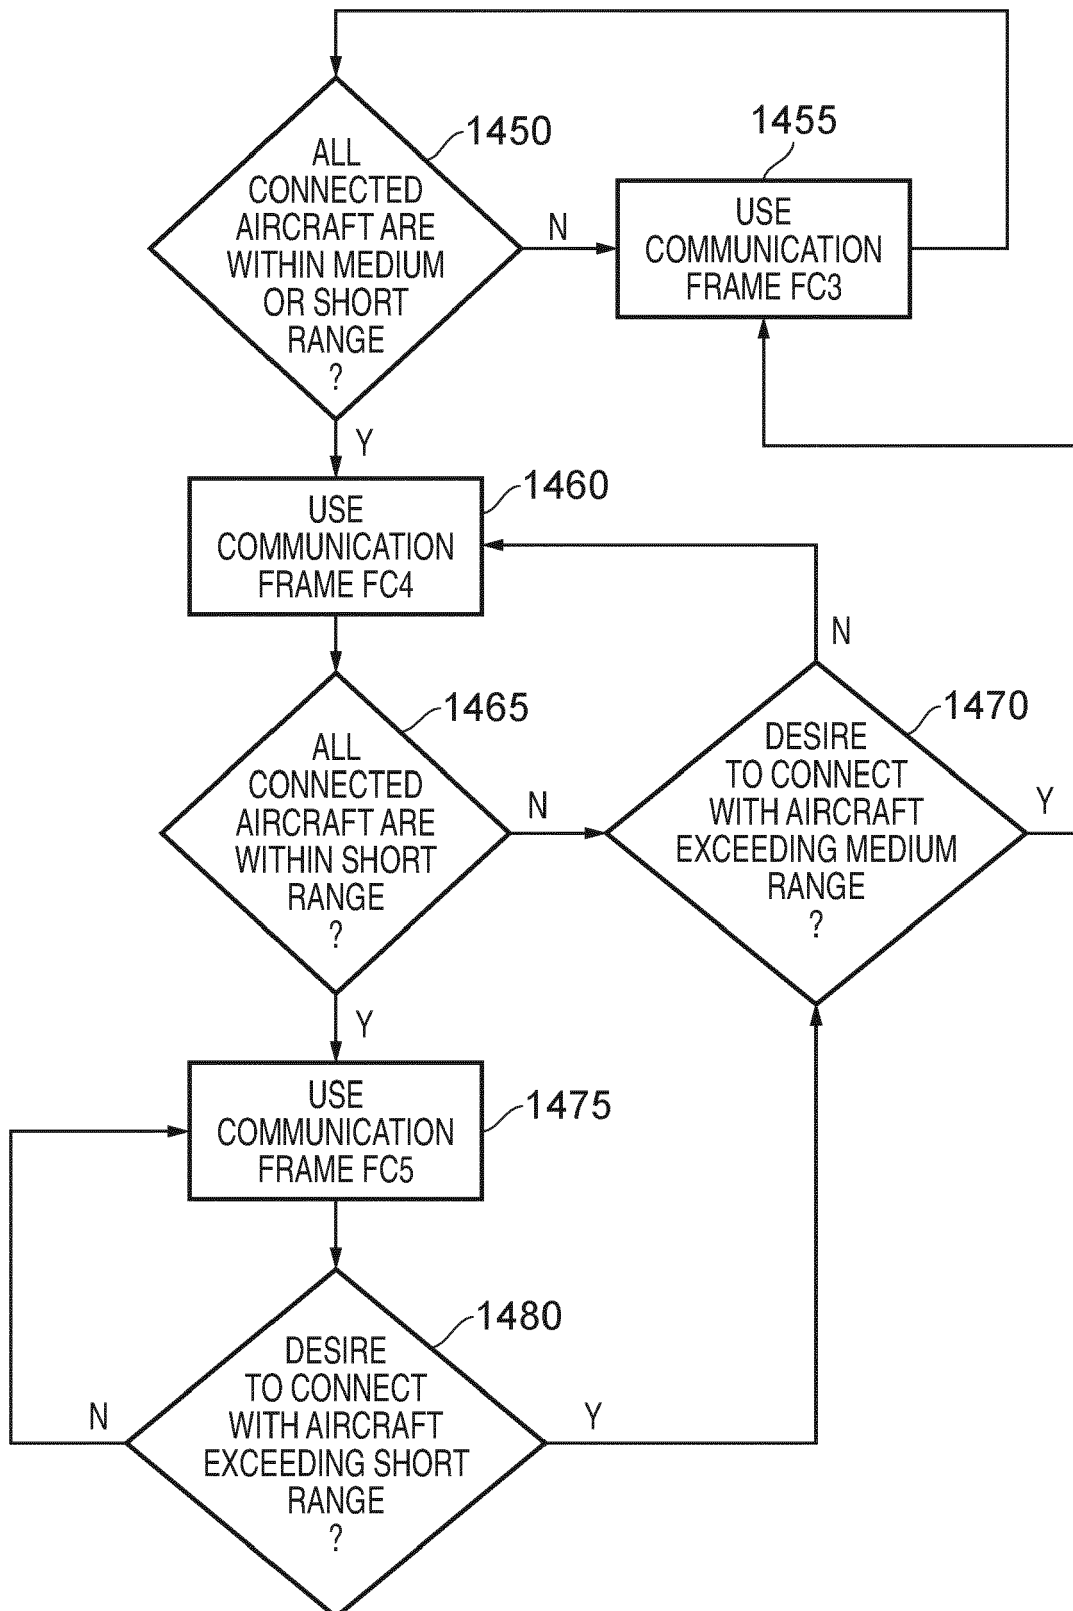 1450
ALL
CONNECTED
AIRCRAFT ARE
WITHIN MEDIUM
OR SHORT
RANGE
?
N
1455
USE
COMMUNICATION
FRAME FC3
Y
1460
USE
COMMUNICATION
FRAME FC4
N
1465
ALL
CONNECTED
AIRCRAFT ARE
WITHIN SHORT
RANGE
?
N
1470
DESIRE
TO CONNECT
WITH AIRCRAFT
EXCEEDING MEDIUM
RANGE
?
Y
Y
1475
USE
COMMUNICATION
FRAME FC5
1480
DESIRE
TO CONNECT
WITH AIRCRAFT
EXCEEDING SHORT
RANGE
?
N
Y